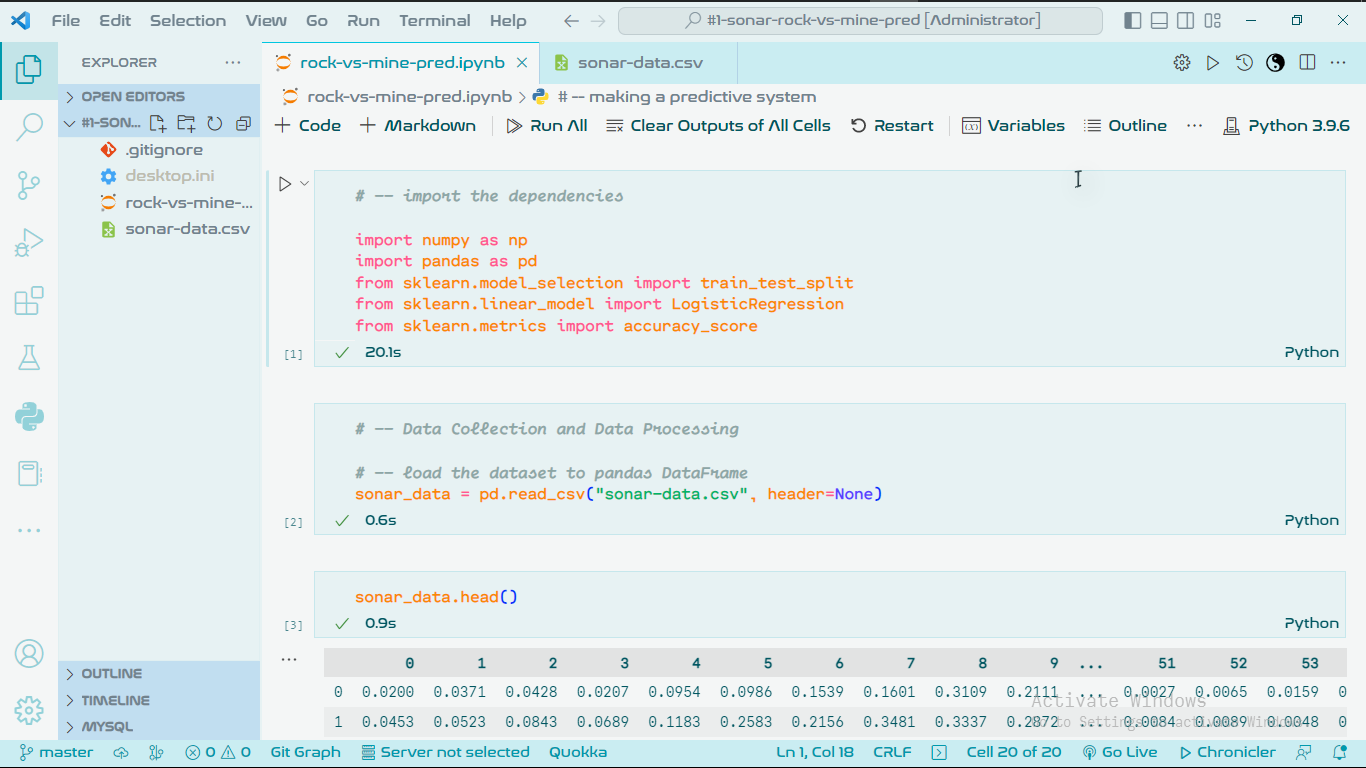 File Edit Selection View Go Run Terminal Help #1-sonar-rock-vs-mine-pred [Administrator]
EXPLORER ...
OPEN EDITORS
#1-SON...
.gitignore
desktop.ini
rock-vs-mine-...
sonar-data.csv
OUTLINE
TIMELINE
MYSQL
rock-vs-mine-pred.ipynb sonar-data.csv
rock-vs-mine-pred.ipynb > # -- making a predictive system
+ Code + Markdown Run All Clear Outputs of All Cells Restart Variables Outline ... Python 3.9.6
# -- import the dependencies
import numpy as np
import pandas as pd
from sklearn.model_selection import train_test_split
from sklearn.linear_model import LogisticRegression
from sklearn.metrics import accuracy_score
[1] ✓ 20.1s Python
# -- Data Collection and Data Processing
# -- load the dataset to pandas DataFrame
sonar_data = pd.read_csv("sonar-data.csv", header=None)
[2] ✓ 0.6s Python
sonar_data.head()
[3] ✓ 0.9s Python
...
0 1 2 3 4 5 6 7 8 9 ... 51 52 53
0 0.0200 0.0371 0.0428 0.0207 0.0954 0.0986 0.1539 0.1601 0.3109 0.2111 ... 0.0027 0.0065 0.0159 0
1 0.0453 0.0523 0.0843 0.0689 0.1183 0.2583 0.2156 0.3481 0.3337 0.2872 ... 0.0084 0.0089 0.0048 0
Activate Windows
Go to Settings to activate Windows.
master 0 0 Git Graph Server not selected Quokka Ln 1, Col 18 CRLF Cell 20 of 20 Go Live Chronicler